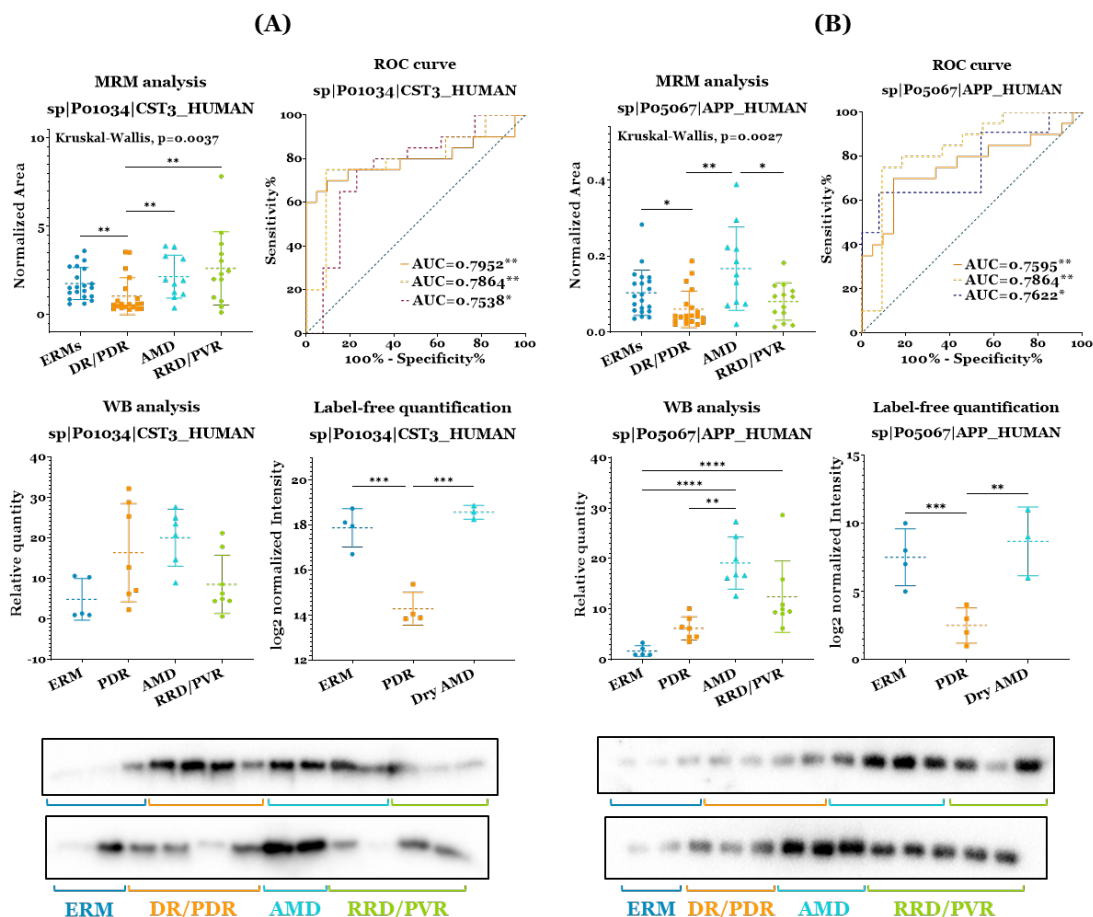 (A)
MRM analysis
sp|P01034|CST3_HUMAN
Kruskal-Wallis, p=0.0037
Normalized Area
10
5
0
**
**
**
ERMs
DR/PDR
AMD
RRD/PVR
ROC curve
sp|P01034|CST3_HUMAN
Sensitivity%
100
80
60
40
20
0
AUC=0.7952**
AUC=0.7864**
AUC=0.7538*
0
20
40
60
80
100
100% - Specificity%
WB analysis
sp|P01034|CST3_HUMAN
Relative quantity
40
30
20
10
0
-10
ERM
PDR
AMD
RRD/PVR
Label-free quantification
sp|P01034|CST3_HUMAN
log2 normalized Intensity
20
18
16
14
12
***
***
ERM
PDR
Dry AMD
ERM
DR/PDR
AMD
RRD/PVR
(B)
MRM analysis
sp|P05067|APP_HUMAN
Kruskal-Wallis, p=0.0027
Normalized Area
0.4
0.2
0.0
**
*
*
ERMs
DR/PDR
AMD
RRD/PVR
ROC curve
sp|P05067|APP_HUMAN
Sensitivity%
100
80
60
40
20
0
AUC=0.7595**
AUC=0.7864**
AUC=0.7622*
0
20
40
60
80
100
100% - Specificity%
WB analysis
sp|P05067|APP_HUMAN
Relative quantity
40
30
20
10
0
****
****
**
ERM
PDR
AMD
RRD/PVR
Label-free quantification
sp|P05067|APP_HUMAN
log2 normalized Intensity
15
10
5
0
**
***
ERM
PDR
Dry AMD
ERM
DR/PDR
AMD
RRD/PVR